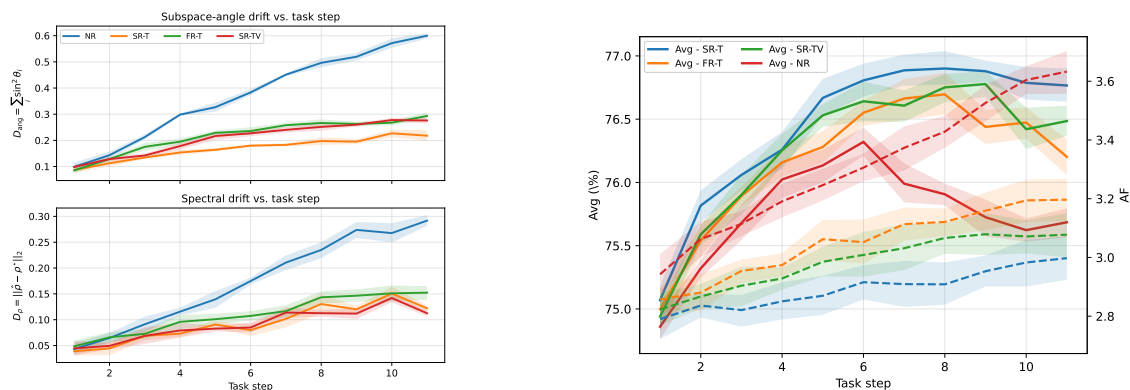 Subspace-angle drift vs. task step
NR SR-T FR-T SR-TV
0.6
0.5
0.4
0.3
0.2
0.1
D_ang = ∑_i sin² θ_i
Spectral drift vs. task step
0.30
0.25
0.20
0.15
0.10
0.05
D_ρ = ||ρ̂ − ρ*||₂
2 4 6 8 10
Task step
Avg - SR-T Avg - SR-TV
Avg - FR-T Avg - NR
77.0
76.5
76.0
75.5
75.0
Avg (\%)
3.6
3.4
3.2
3.0
2.8
AF
2 4 6 8 10
Task step